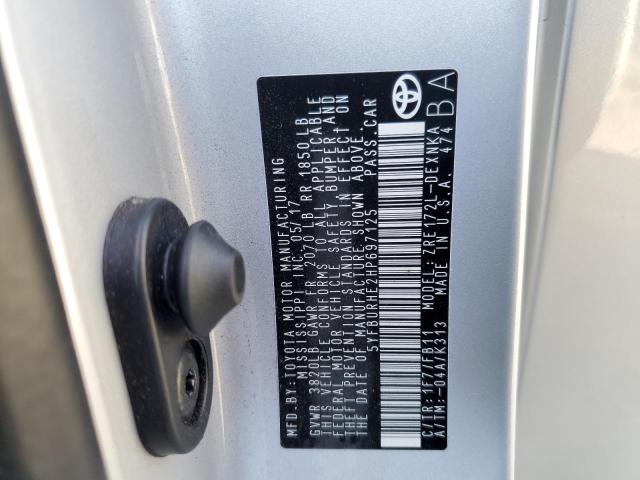 MFD.BY:TOYOTA MOTOR MANUFACTURING
MISSISSIPPI INC. 05/17
GVWR 3820LB GAWR FR 2070LB RR 1850LB
THIS VEHICLE CONFORMS TO ALL APPLICABLE
FEDERAL MOTOR VEHICLE SAFETY, BUMPER, AND
THEFT PREVENTION STANDARDS IN EFFECT ON
THE DATE OF MANUFACTURE SHOWN ABOVE.
5YFBURHE2HP697125 PASS.CAR
C/TR:1F7/FB11 MODEL:ZRE172L-DEXNKA
A/TM:-04A/K313 MADE IN U.S.A. 474
BA
TOYOTA